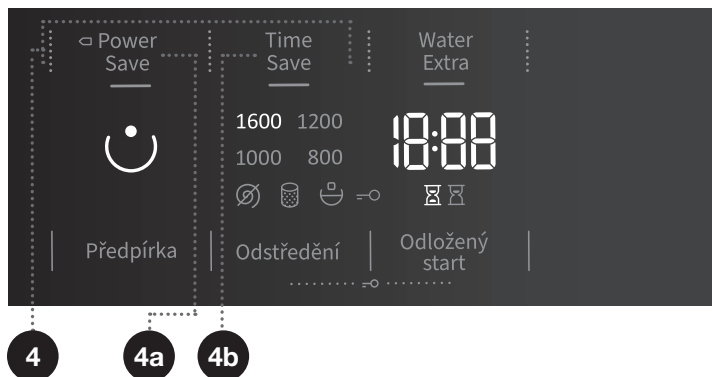 Power Time Water
Save Save Extra
1600 1200
18:88
1000 800
Předpírka Odstředění Odložený
start
4 4a 4b